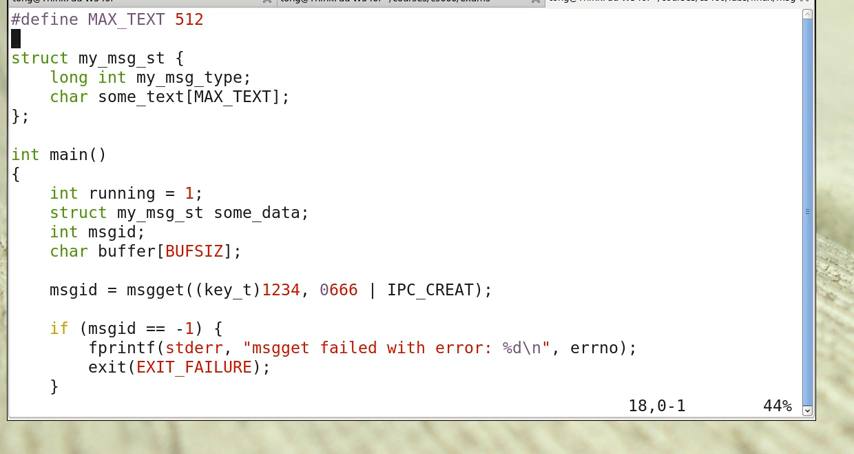 #define MAX_TEXT 512
struct my_msg_st {
    long int my_msg_type;
    char some_text[MAX_TEXT];
};
int main()
{
    int running = 1;
    struct my_msg_st some_data;
    int msgid;
    char buffer[BUFSIZ];
    msgid = msgget((key_t)1234, 0666 | IPC_CREAT);
    if (msgid == -1) {
        fprintf(stderr, "msgget failed with error: %d\n", errno);
        exit(EXIT_FAILURE);
    }
18,0-1 44%